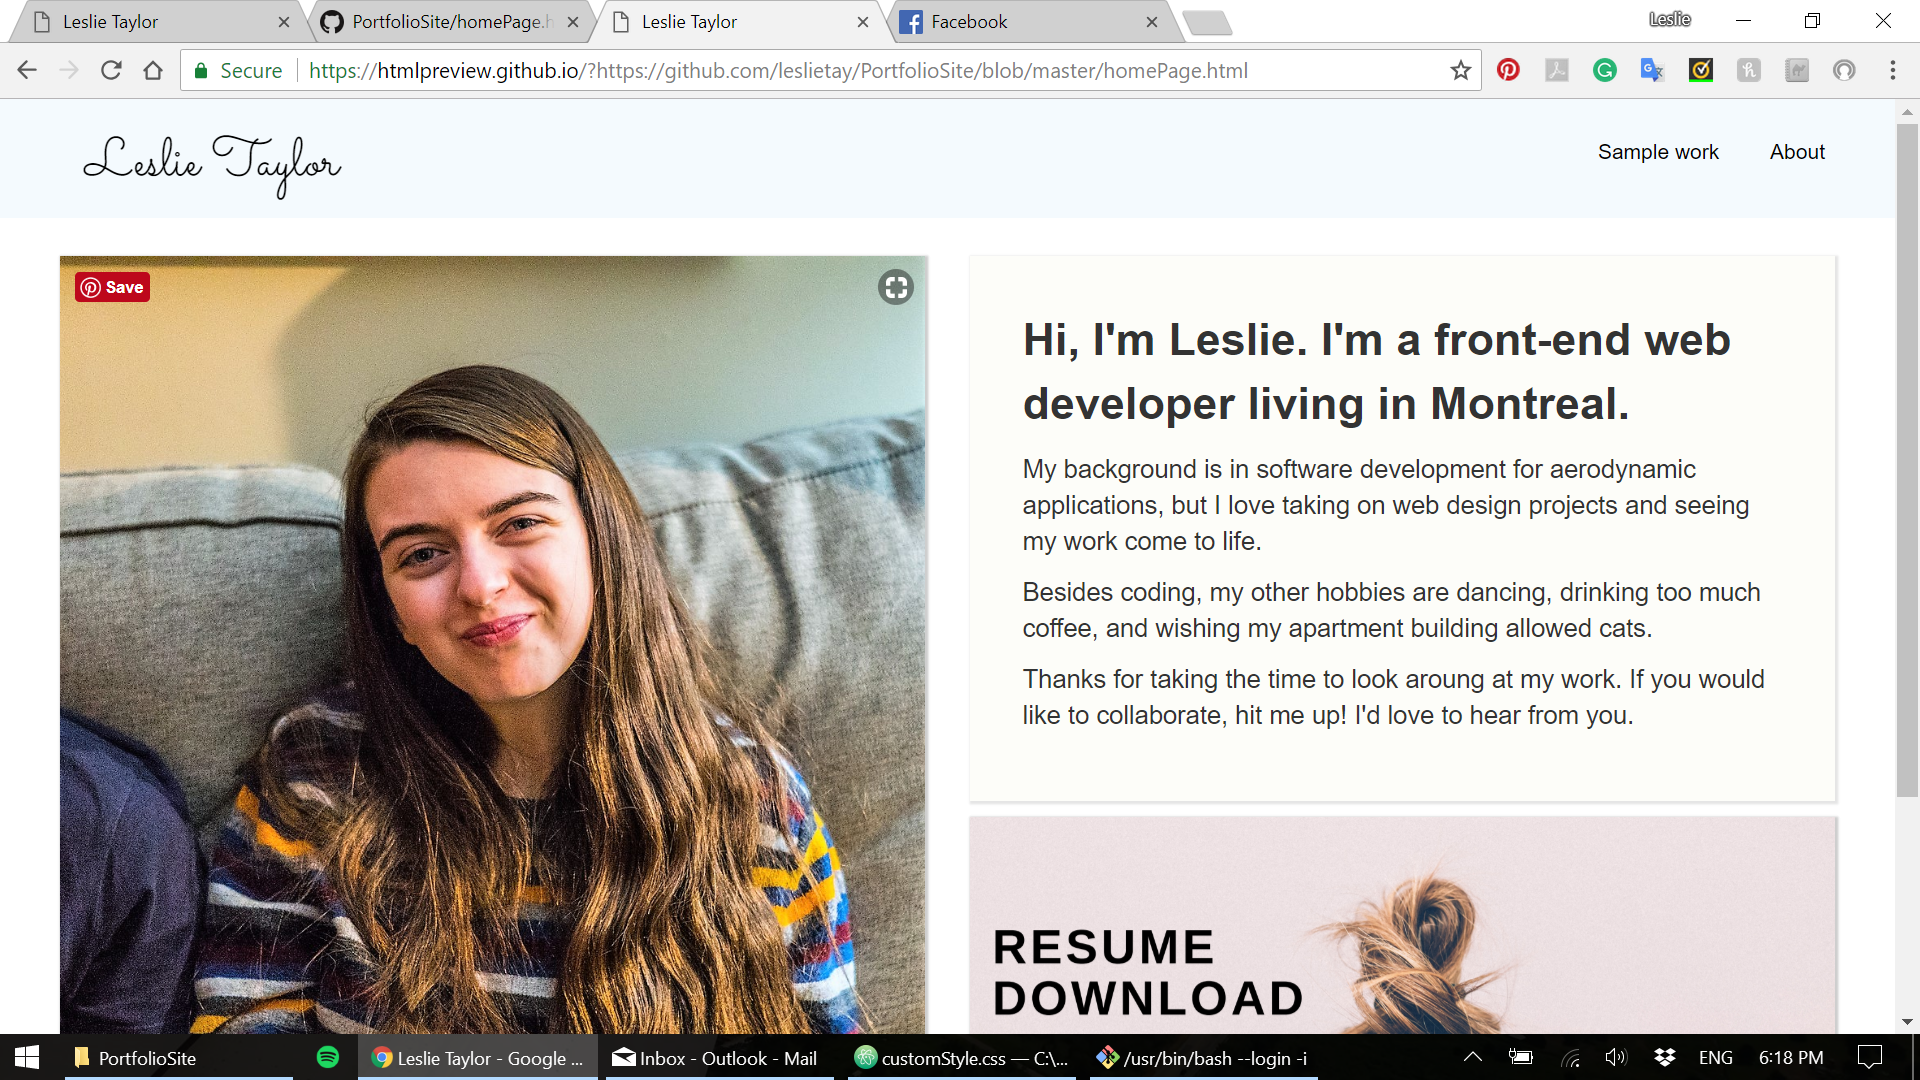 Leslie Taylor
PortfolioSite/homePage.h
Leslie Taylor
Facebook
Leslie
Secure
https://htmlpreview.github.io/?https://github.com/leslietay/PortfolioSite/blob/master/homePage.html
Leslie Taylor
Sample work
About
Save
Hi, I'm Leslie. I'm a front-end web
developer living in Montreal.
My background is in software development for aerodynamic
applications, but I love taking on web design projects and seeing
my work come to life.
Besides coding, my other hobbies are dancing, drinking too much
coffee, and wishing my apartment building allowed cats.
Thanks for taking the time to look aroung at my work. If you would
like to collaborate, hit me up! I'd love to hear from you.
RESUME
DOWNLOAD
PortfolioSite
Leslie Taylor - Google ...
Inbox - Outlook - Mail
customStyle.css — C:\...
/usr/bin/bash --login -i
ENG
6:18 PM